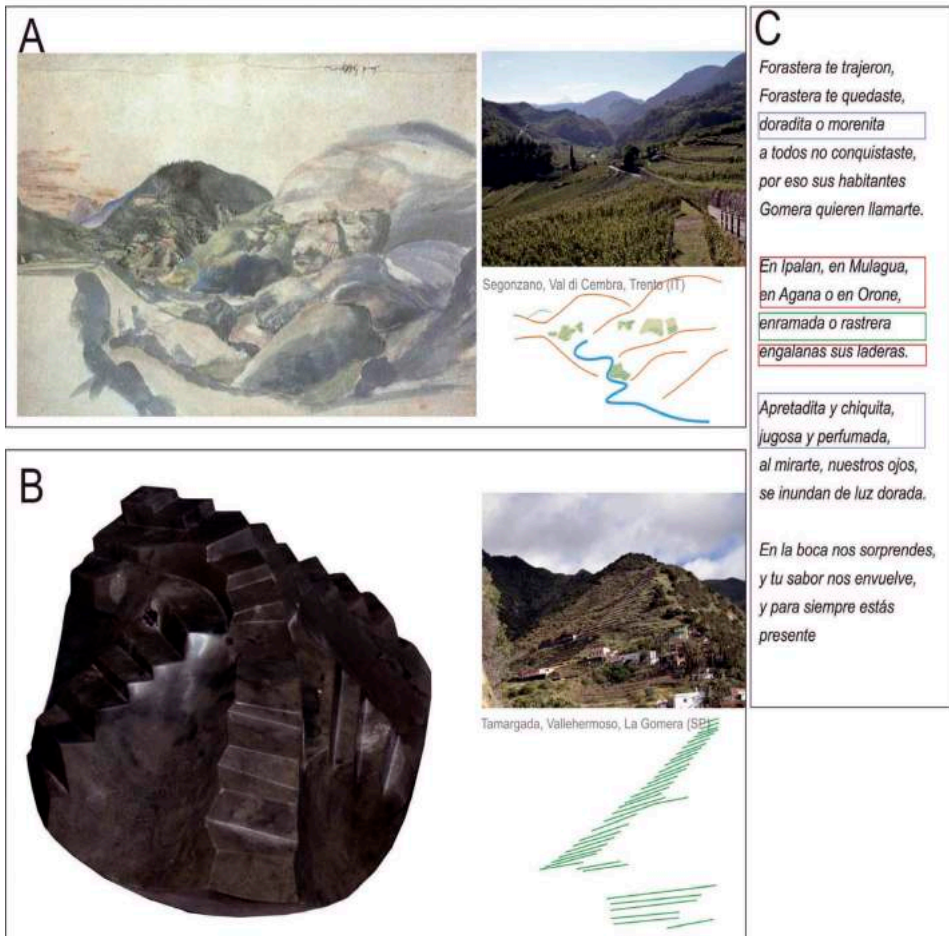 A
Segonzano, Val di Cembra, Trento (IT)
B
Tamargada, Vallehermoso, La Gomera (SP)
C
Forastera te trajeron,
Forastera te quedaste,
doradita o morenita
a todos no conquistaste,
por eso sus habitantes
Gomera quieren llamarte.
En Ipalan, en Mulagua,
en Agana o en Orone,
enramada o rastrera
engalanas sus laderas.
Apretadita y chiquita,
jugosa y perfumada,
al mirarte, nuestros ojos,
se inundan de luz dorada.
En la boca nos sorprendes,
y tu sabor nos envuelve,
y para siempre estás
presente